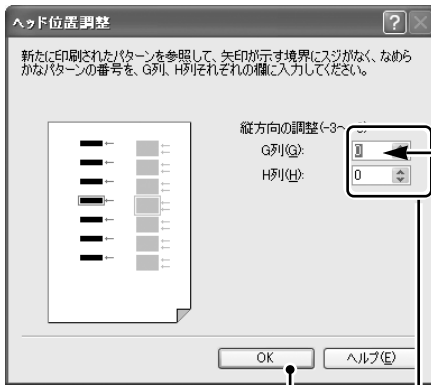 ヘッド位置調整
新たに印刷されたパターンを参照して、矢印が示す境界にスジがなく、なめら
かなパターンの番号を、G列、H列それぞれの欄に入力してください。
縦方向の調整(-3～
G列(G):
H列(H): 0
OK ヘルプ(E)